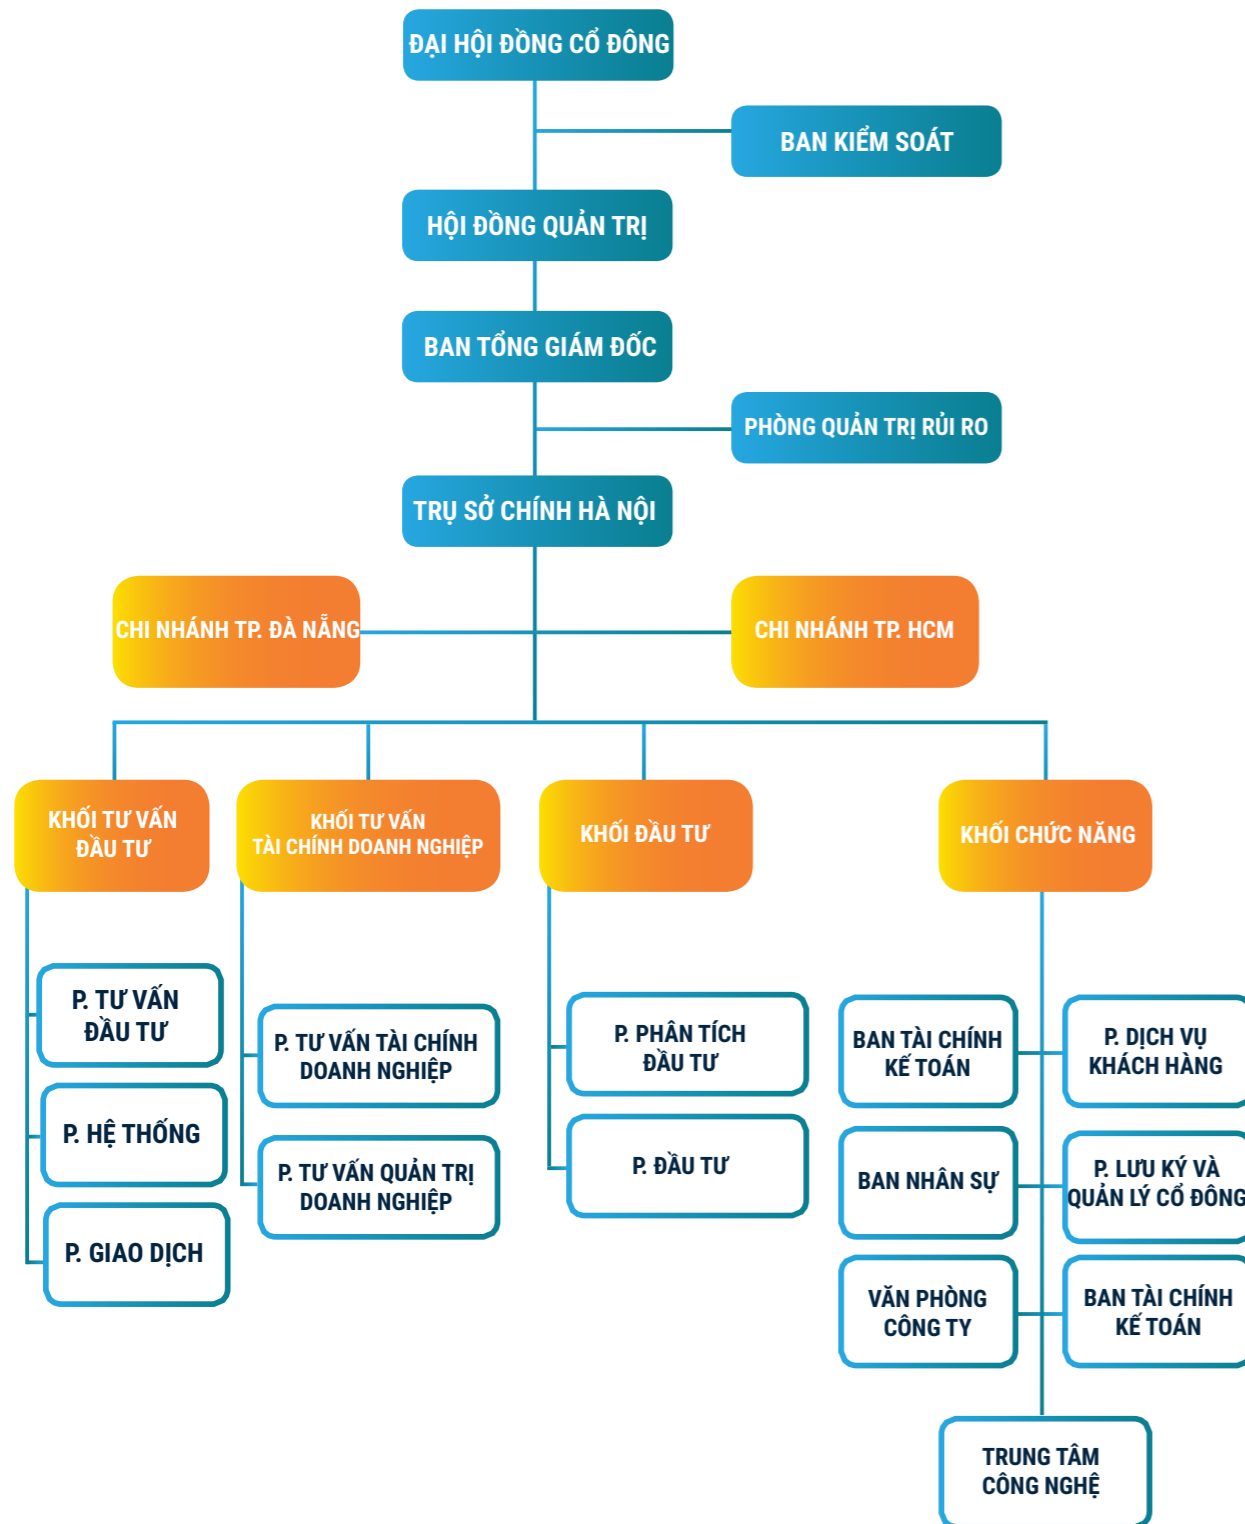 ĐẠI HỘI ĐỒNG CỔ ĐÔNG
BAN KIỂM SOÁT
HỘI ĐỒNG QUẢN TRỊ
BAN TỔNG GIÁM ĐỐC
PHÒNG QUẢN TRỊ RỦI RO
TRỤ SỞ CHÍNH HÀ NỘI
CHI NHÁNH TP. ĐÀ NẴNG
CHI NHÁNH TP. HCM
KHỐI TƯ VẤN
ĐẦU TƯ
KHỐI TƯ VẤN
TÀI CHÍNH DOANH NGHIỆP
KHỐI ĐẦU TƯ
KHỐI CHỨC NĂNG
P. TƯ VẤN
ĐẦU TƯ
P. HỆ THỐNG
P. GIAO DỊCH
P. TƯ VẤN TÀI CHÍNH
DOANH NGHIỆP
P. TƯ VẤN QUẢN TRỊ
DOANH NGHIỆP
P. PHÂN TÍCH
ĐẦU TƯ
P. ĐẦU TƯ
BAN TÀI CHÍNH
KẾ TOÁN
P. DỊCH VỤ
KHÁCH HÀNG
BAN NHÂN SỰ
P. LƯU KÝ VÀ
QUẢN LÝ CỔ ĐÔNG
VĂN PHÒNG
CÔNG TY
BAN TÀI CHÍNH
KẾ TOÁN
TRUNG TÂM
CÔNG NGHỆ